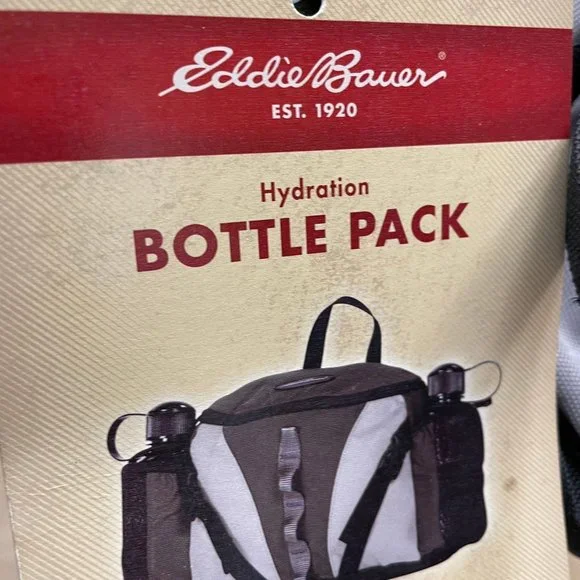 Eddie Bauer®
EST. 1920
Hydration
BOTTLE PACK